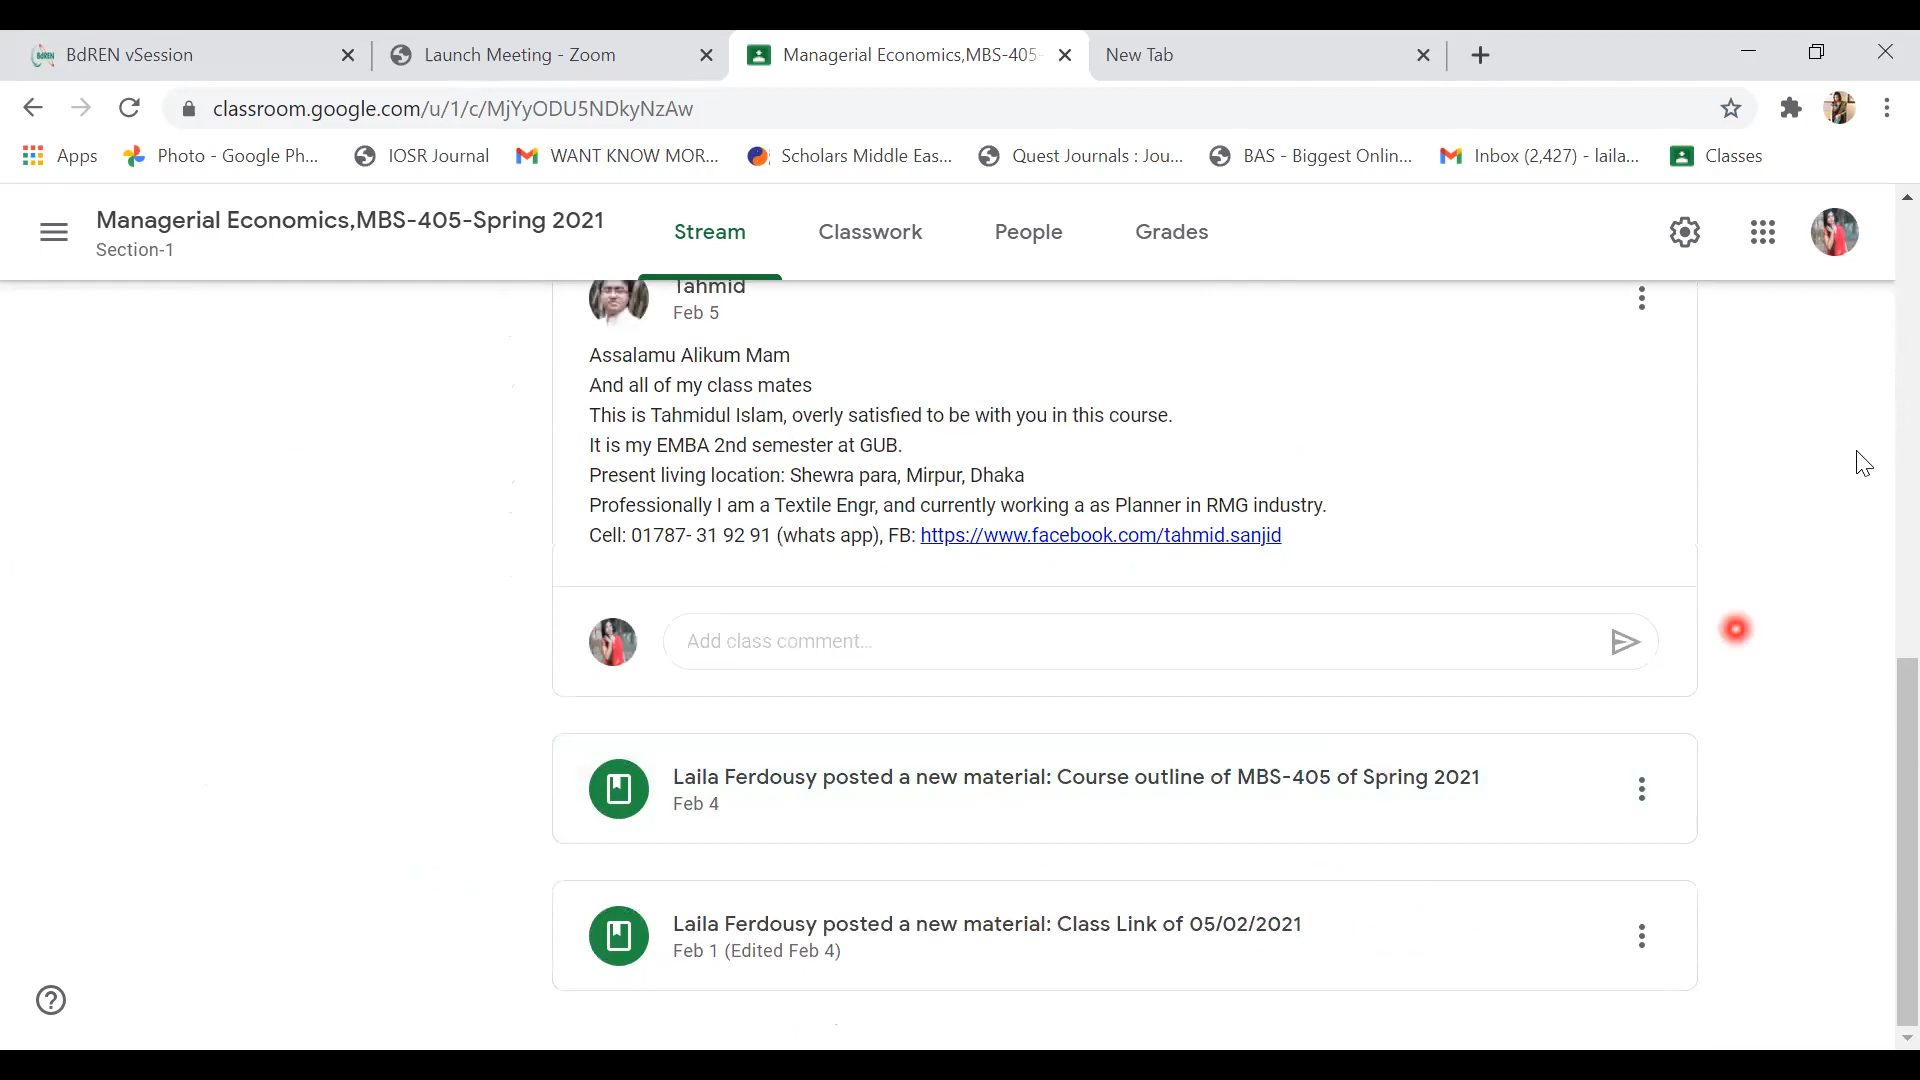 BdREN vSession
Launch Meeting - Zoom
Managerial Economics,MBS-405-
New Tab
classroom.google.com/u/1/c/MjYyODU5NDkyNzAw
Apps
Photo - Google Ph...
IOSR Journal
WANT KNOW MOR...
Scholars Middle Eas...
Quest Journals : Jou...
BAS - Biggest Onlin...
Inbox (2,427) - laila...
Classes
Managerial Economics,MBS-405-Spring 2021
Section-1
Stream
Classwork
People
Grades
Tahmid
Feb 5
Assalamu Alikum Mam
And all of my class mates
This is Tahmidul Islam, overly satisfied to be with you in this course.
It is my EMBA 2nd semester at GUB.
Present living location: Shewra para, Mirpur, Dhaka
Professionally I am a Textile Engr, and currently working a as Planner in RMG industry.
Cell: 01787- 31 92 91 (whats app), FB: https://www.facebook.com/tahmid.sanjid
Add class comment...
Laila Ferdousy posted a new material: Course outline of MBS-405 of Spring 2021
Feb 4
Laila Ferdousy posted a new material: Class Link of 05/02/2021
Feb 1 (Edited Feb 4)